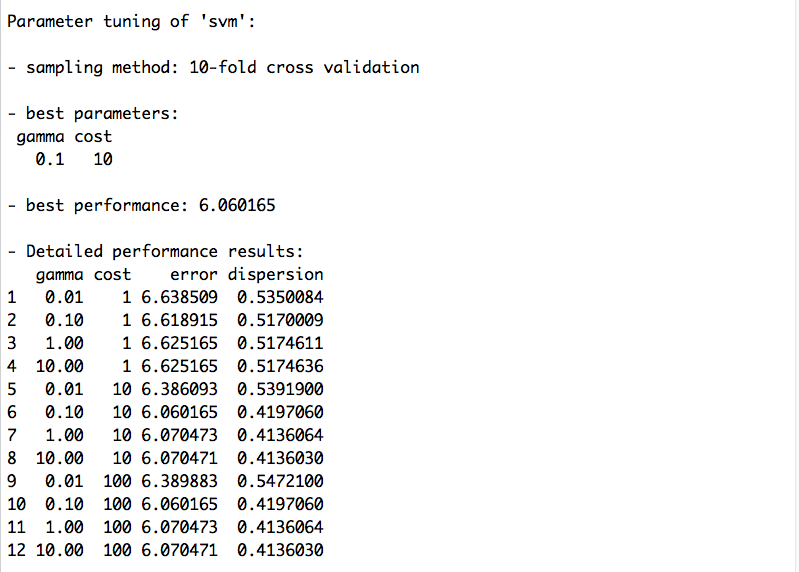 Parameter tuning of 'svm':
- sampling method: 10-fold cross validation
- best parameters:
 gamma cost
   0.1   10
- best performance: 6.060165
- Detailed performance results:
   gamma cost    error dispersion
1   0.01    1 6.638509  0.5350084
2   0.10    1 6.618915  0.5170009
3   1.00    1 6.625165  0.5174611
4  10.00    1 6.625165  0.5174636
5   0.01   10 6.386093  0.5391900
6   0.10   10 6.060165  0.4197060
7   1.00   10 6.070473  0.4136064
8  10.00   10 6.070471  0.4136030
9   0.01  100 6.389883  0.5472100
10  0.10  100 6.060165  0.4197060
11  1.00  100 6.070473  0.4136064
12 10.00  100 6.070471  0.4136030